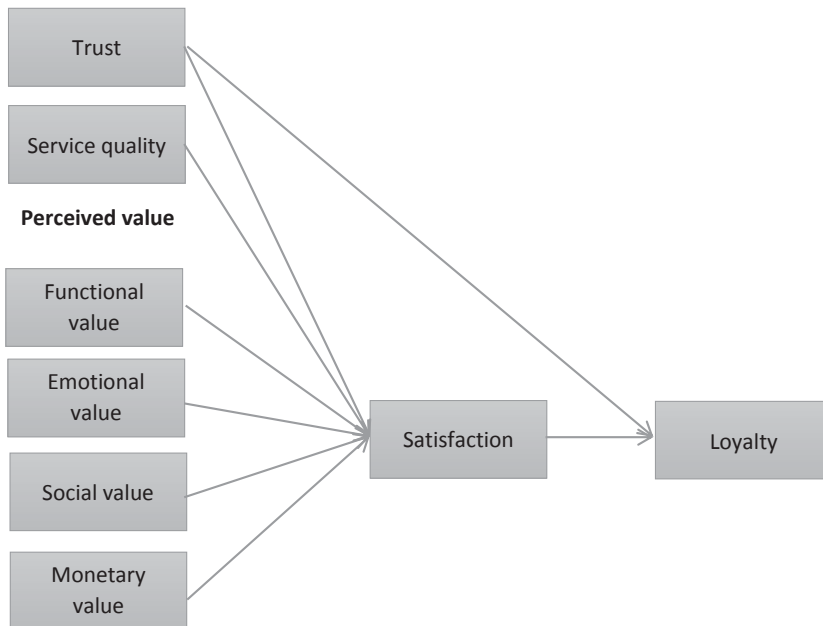 Trust
Service quality
Perceived value
Functional
value
Emotional
value
Social value
Monetary
value
Satisfaction
Loyalty